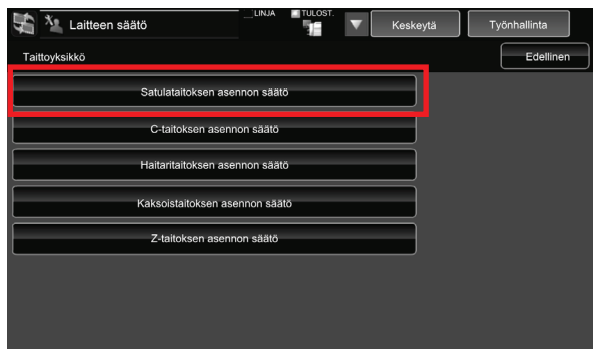 Laitteen säätö
LINJA
TULOST.
Keskeytä
Työnhallinta
Taittoyksikkö
Edellinen
Satulataitoksen asennon säätö
C-taitoksen asennon säätö
Haitaritaitoksen asennon säätö
Kaksoistaitoksen asennon säätö
Z-taitoksen asennon säätö